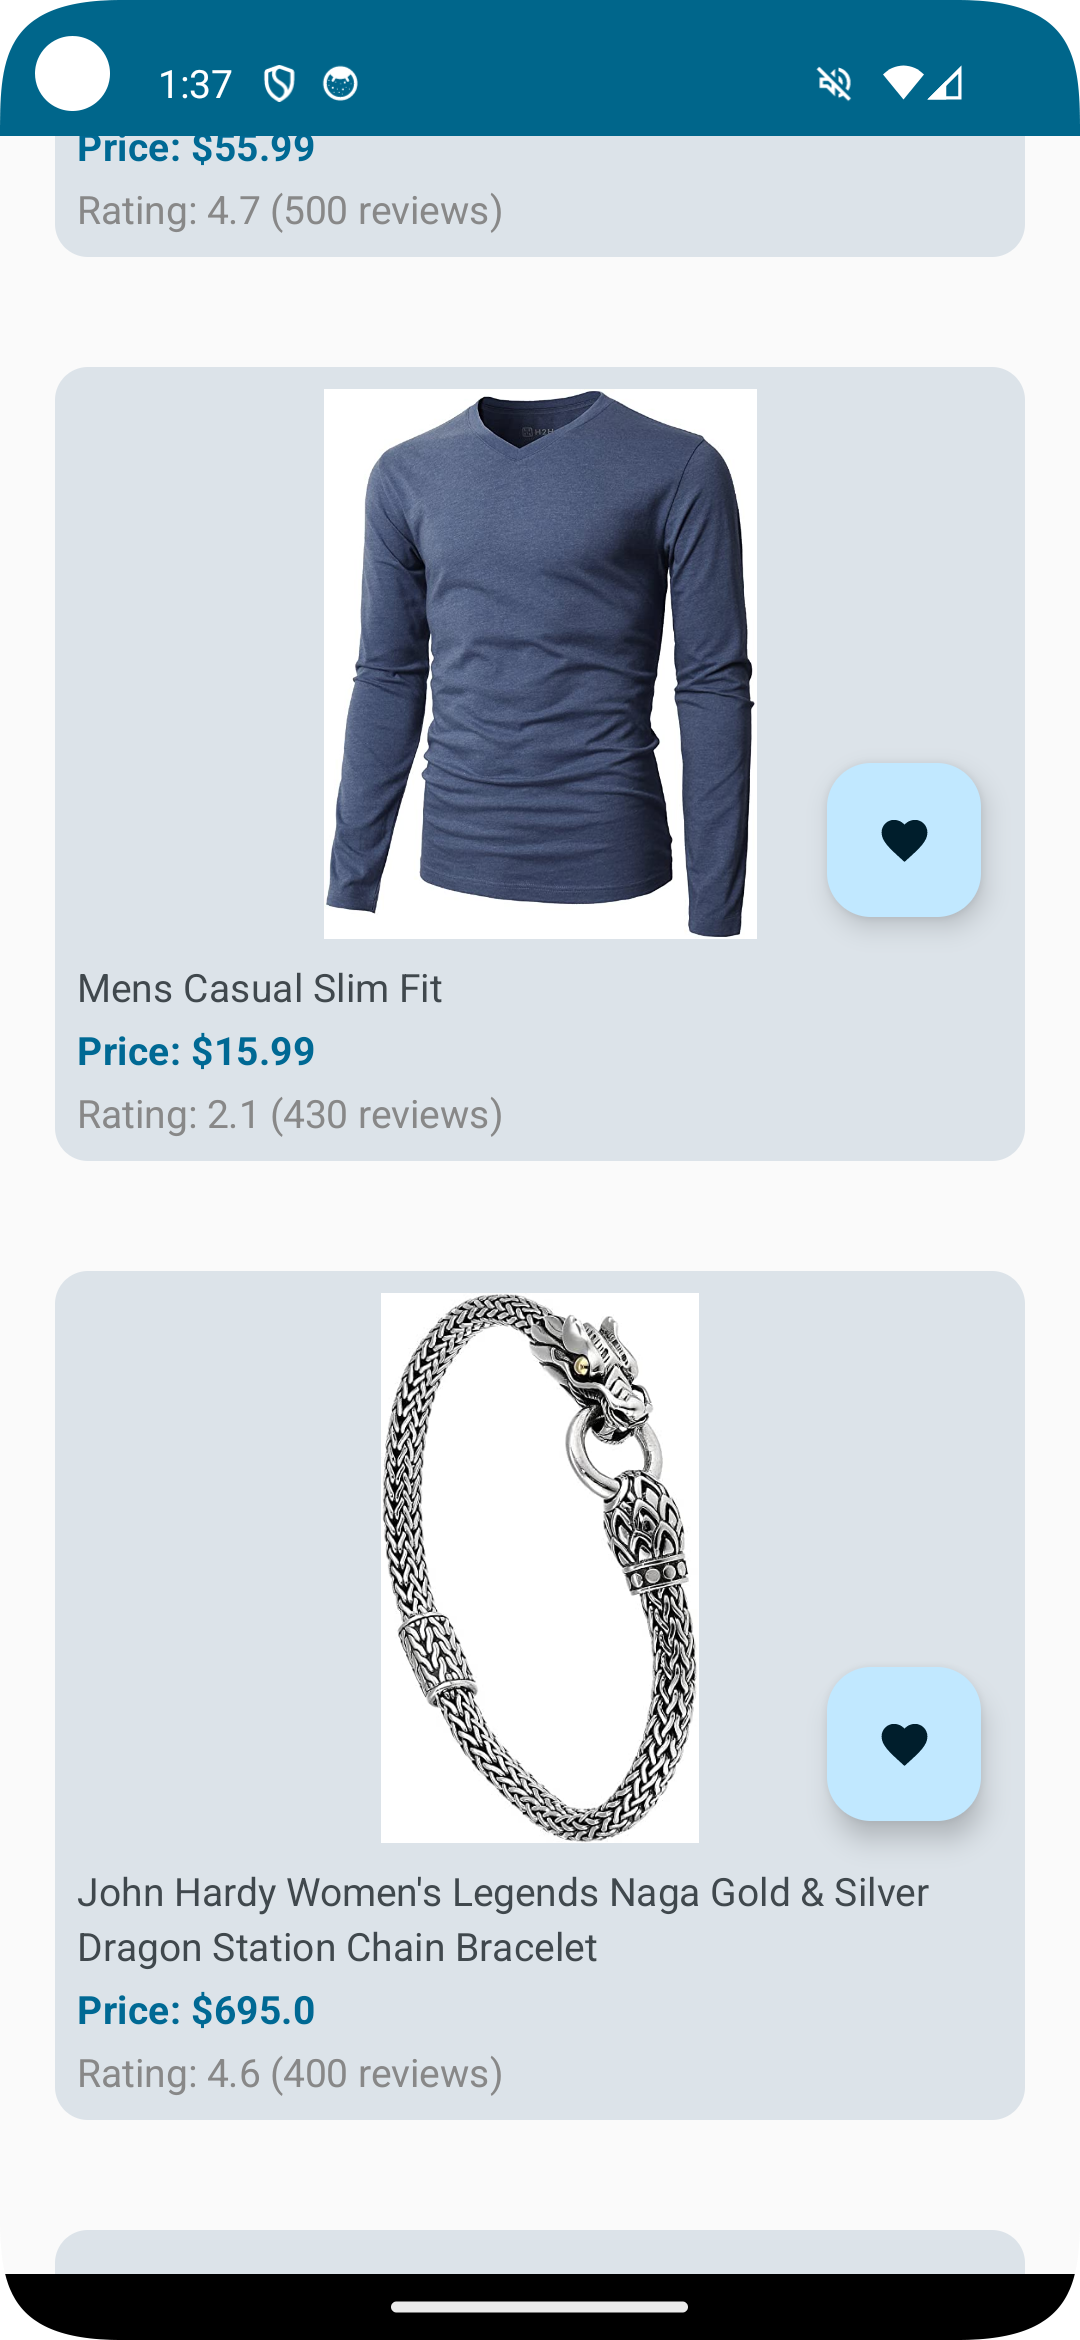 1:37
Price: $55.99
Rating: 4.7 (500 reviews)
Mens Casual Slim Fit
Price: $15.99
Rating: 2.1 (430 reviews)
John Hardy Women's Legends Naga Gold & Silver
Dragon Station Chain Bracelet
Price: $695.0
Rating: 4.6 (400 reviews)